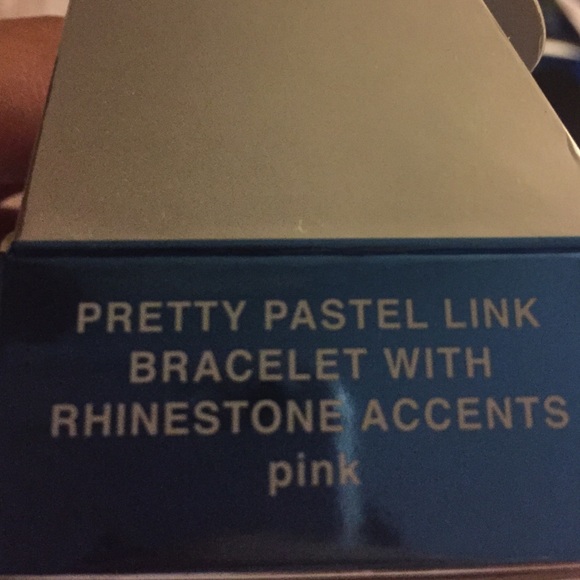 PRETTY PASTEL LINK
BRACELET WITH
RHINESTONE ACCENTS
pink